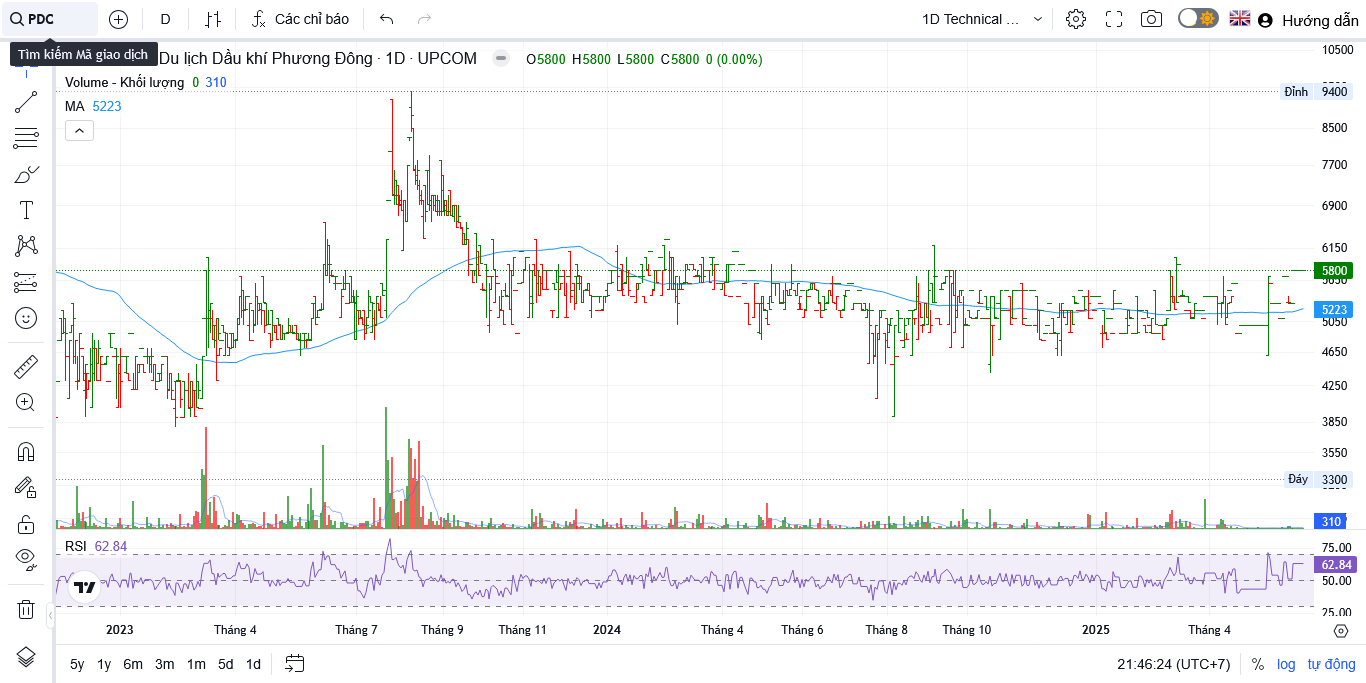 PDC
D
Các chỉ báo
1D Technical ...
Hướng dẫn
Tìm kiếm Mã giao dịch
Du lịch Dầu khí Phương Đông · 1D · UPCOM
O5800 H5800 L5800 C5800 0 (0.00%)
Volume - Khối lượng 0 310
MA 5223
10500
Đỉnh 9400
8500
7700
6900
6150
5800
5223
5050
4650
4250
3850
3550
Đáy 3300
310
RSI 62.84
75.00
62.84
50.00
25.00
2023 Tháng 4 Tháng 7 Tháng 9 Tháng 11 2024 Tháng 4 Tháng 6 Tháng 8 Tháng 10 2025 Tháng 4
5y 1y 6m 3m 1m 5d 1d
21:46:24 (UTC+7) % log tự động